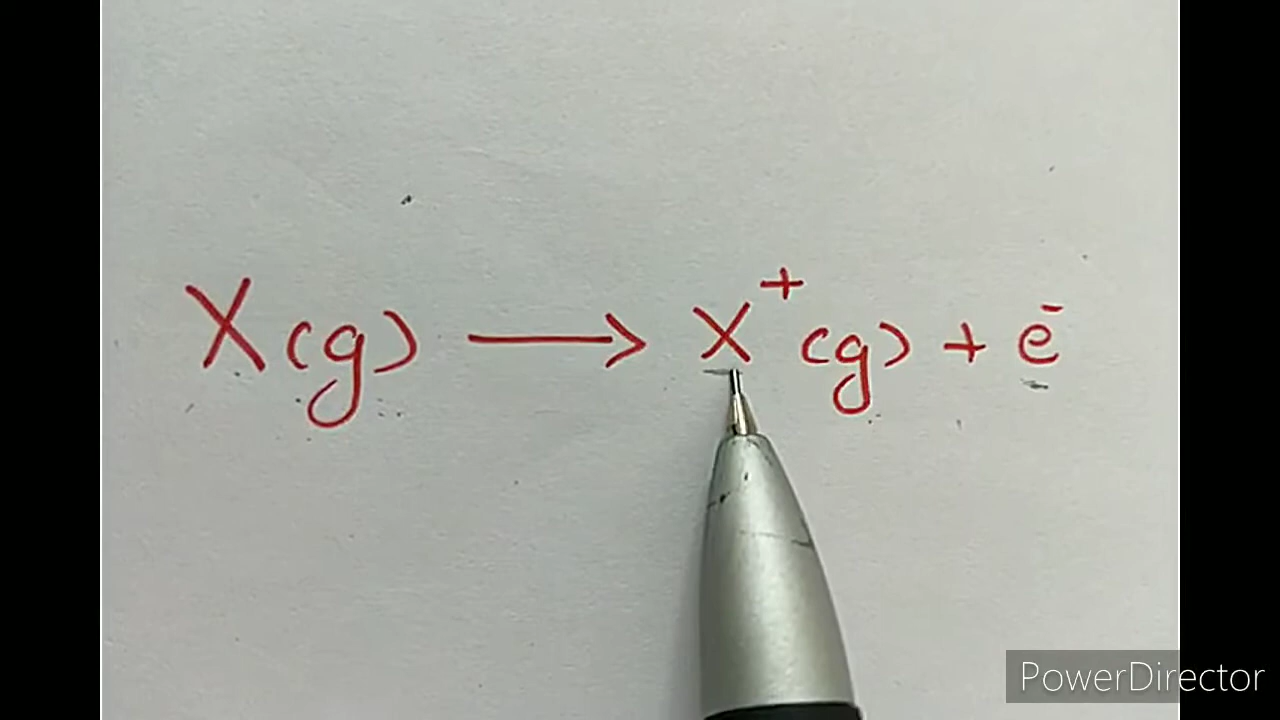 X(g) ⟶ X⁺(g) + e⁻
PowerDirector